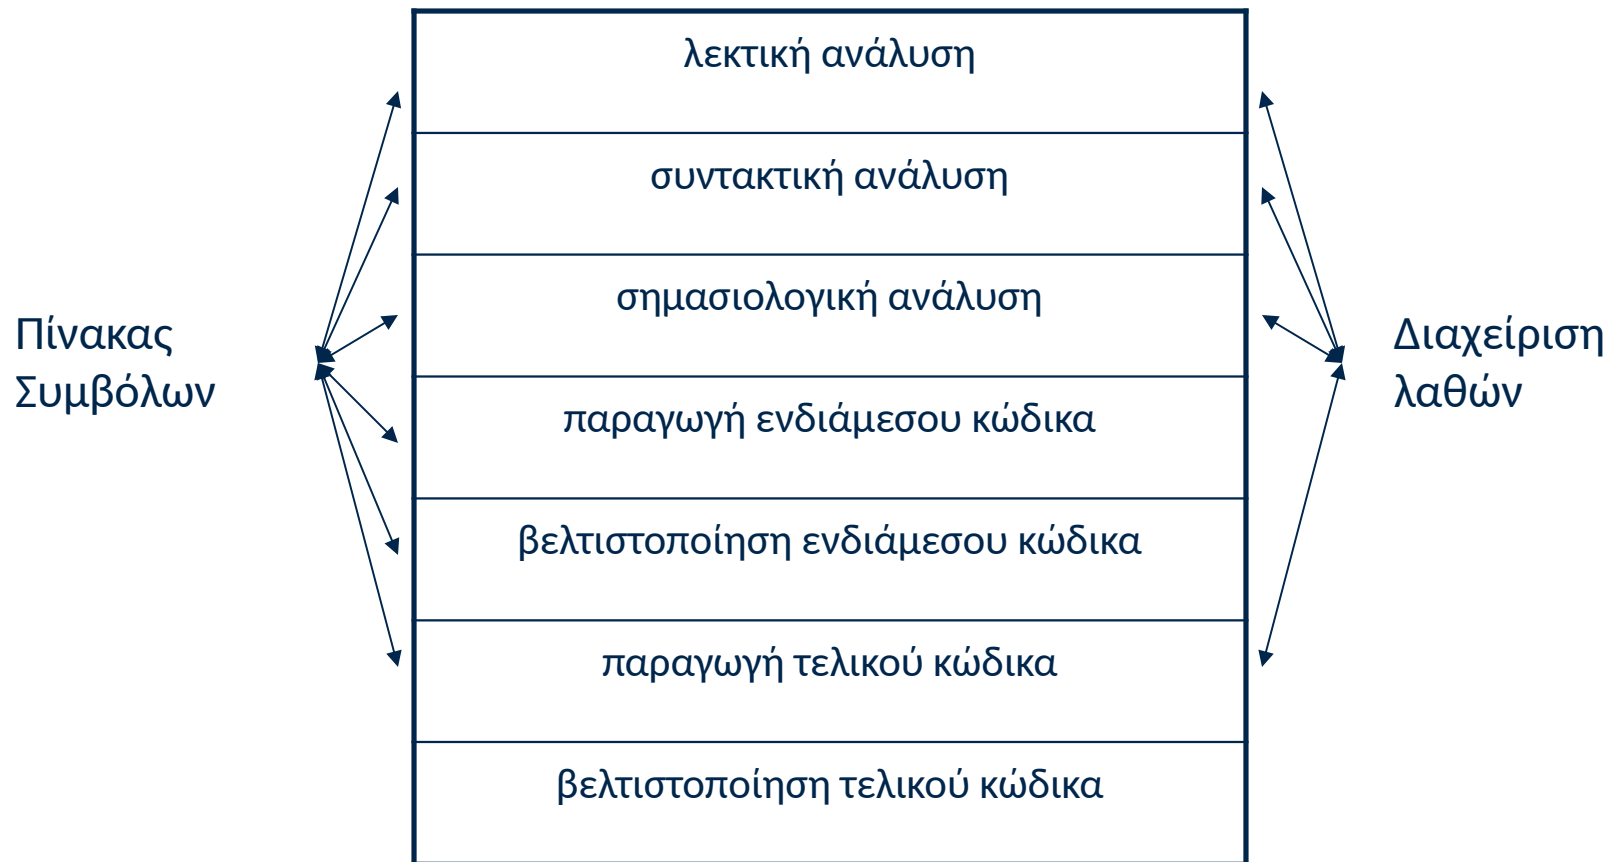 λεκτική ανάλυση
συντακτική ανάλυση
σημασιολογική ανάλυση
Πίνακας
Συμβόλων
Διαχείριση
λαθών
παραγωγή ενδιάμεσου κώδικα
βελτιστοποίηση ενδιάμεσου κώδικα
παραγωγή τελικού κώδικα
βελτιστοποίηση τελικού κώδικα